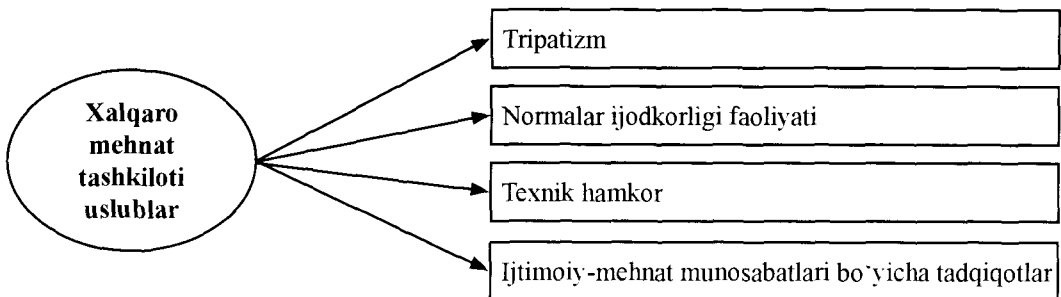 Xalqaro
mehnat
tashkiloti
uslublar
Tripatizm
Normalar ijodkorligi faoliyati
Texnik hamkor
Ijtimoiy-mehnat munosabatlari bo`yicha tadqiqotlar